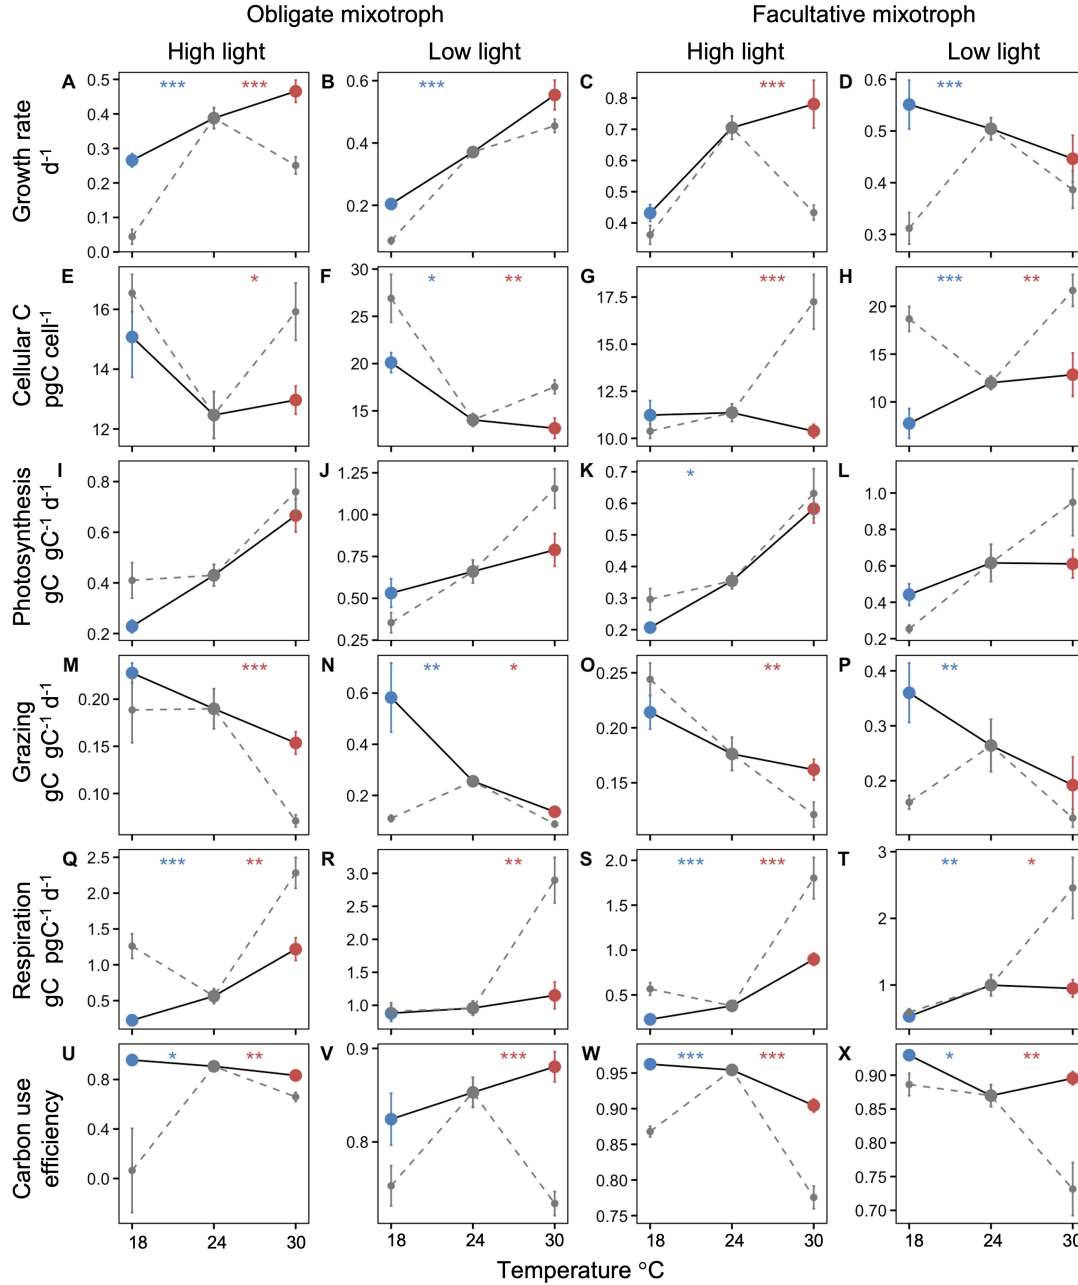 Obligate mixotroph Facultative mixotroph
High light Low light High light Low light
A *** *** B *** C *** D ***
Growth rate
d-1
0.5 0.4 0.3 0.2 0.1 0.0
0.6 0.4 0.2
0.8 0.7 0.6 0.5 0.4
0.6 0.5 0.4 0.3
E * F * ** G *** H *** **
Cellular C
pgC cell-1
16 14 12
30 25 20 15
17.5 15.0 12.5 10.0
20 15 10
I J K * L
Photosynthesis
gC gC-1 d-1
0.8 0.6 0.4 0.2
1.25 1.00 0.75 0.50 0.25
0.7 0.6 0.5 0.4 0.3 0.2
1.0 0.8 0.6 0.4 0.2
M *** N ** * O ** P **
Grazing
gC gC-1 d-1
0.20 0.15 0.10
0.6 0.4 0.2
0.25 0.20 0.15
0.4 0.3 0.2
Q *** ** R ** S *** *** T ** *
Respiration
gC pgC-1 d-1
2.5 2.0 1.5 1.0 0.5
3.0 2.5 2.0 1.5 1.0
2.0 1.5 1.0 0.5
3 2 1
U * ** V *** W *** *** X * **
Carbon use
efficiency
0.8 0.4 0.0
0.9 0.8
0.95 0.90 0.85 0.80 0.75
0.90 0.85 0.80 0.75 0.70
18 24 30 18 24 30 18 24 30 18 24 30
Temperature °C